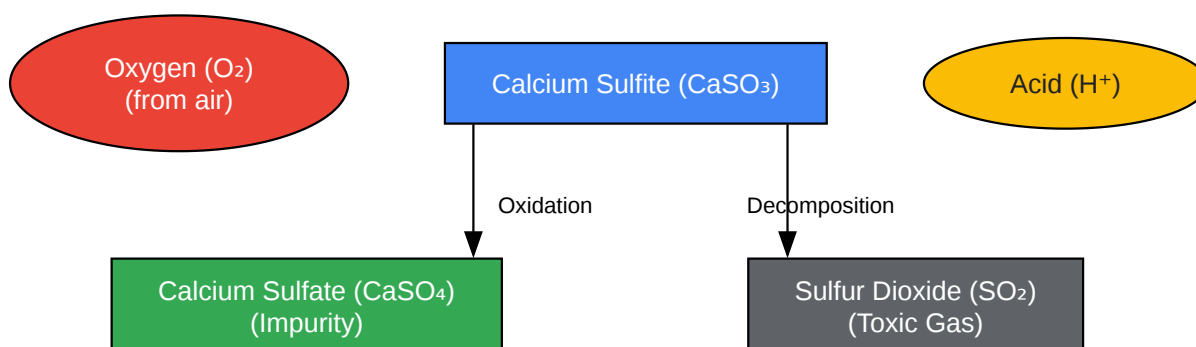 Oxygen (O₂)
(from air)
Calcium Sulfite (CaSO₃)
Acid (H⁺)
Oxidation
Decomposition
Calcium Sulfate (CaSO₄)
(Impurity)
Sulfur Dioxide (SO₂)
(Toxic Gas)